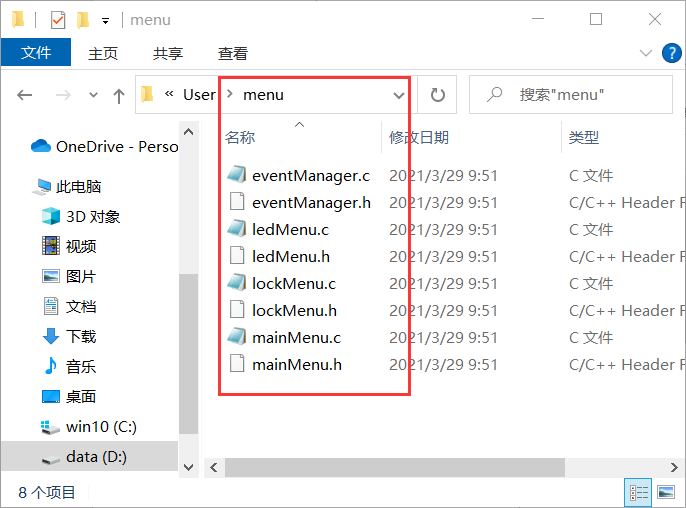 menu
文件 主页 共享 查看 ?
« User › menu 搜索"menu"
名称 修改日期 类型
OneDrive - Perso
此电脑
3D 对象
视频
图片
文档
下载
音乐
桌面
win10 (C:)
data (D:)
eventManager.c 2021/3/29 9:51 C 文件
eventManager.h 2021/3/29 9:51 C/C++ Header F
ledMenu.c 2021/3/29 9:51 C 文件
ledMenu.h 2021/3/29 9:51 C/C++ Header F
lockMenu.c 2021/3/29 9:51 C 文件
lockMenu.h 2021/3/29 9:51 C/C++ Header F
mainMenu.c 2021/3/29 9:51 C 文件
mainMenu.h 2021/3/29 9:51 C/C++ Header F
8 个项目